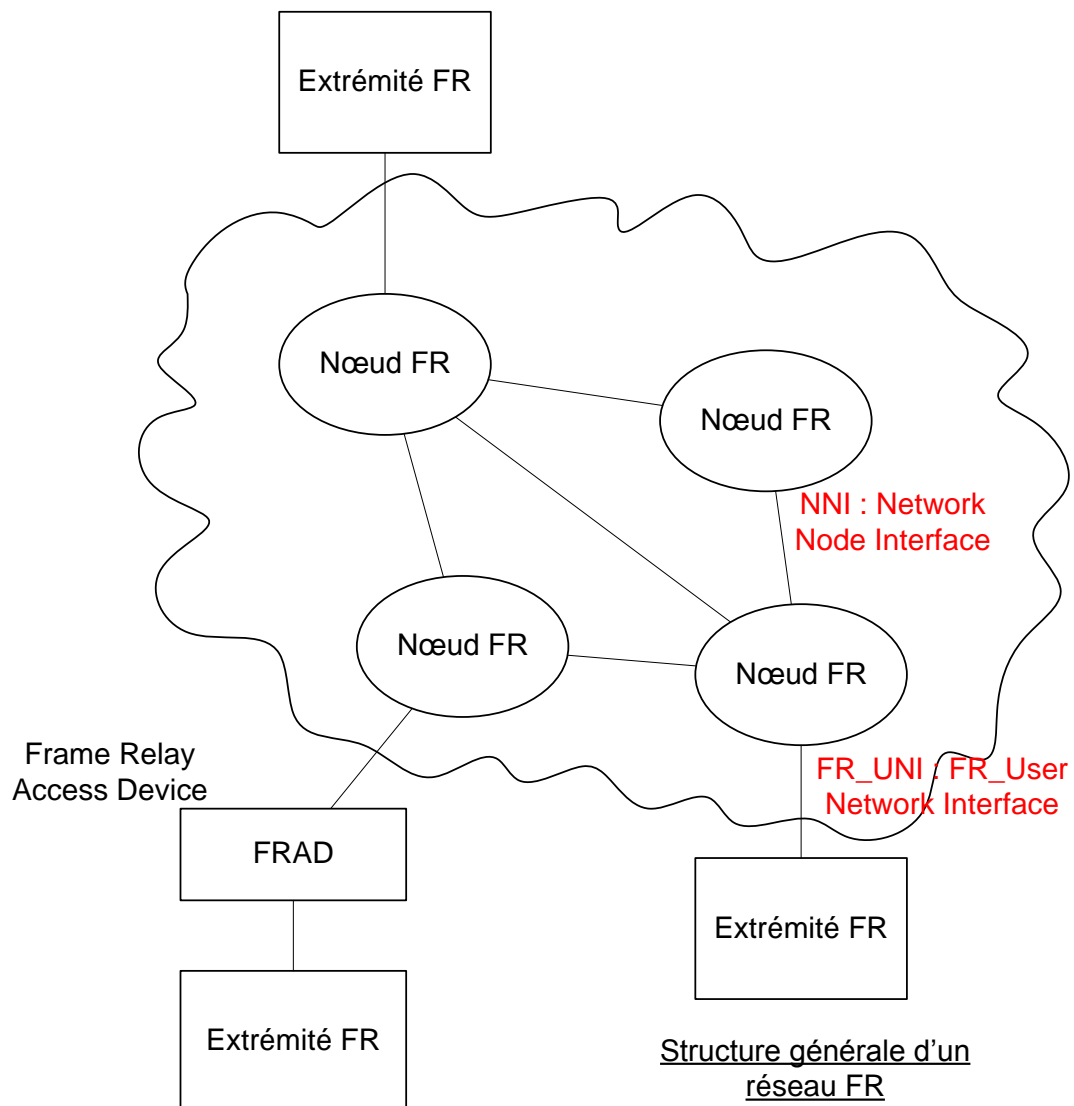 Extrémité FR
Nœud FR
Nœud FR
NNI : Network
Node Interface
Nœud FR
Nœud FR
Frame Relay
Access Device
FR_UNI : FR_User
Network Interface
FRAD
Extrémité FR
Extrémité FR
Structure générale d'un
réseau FR